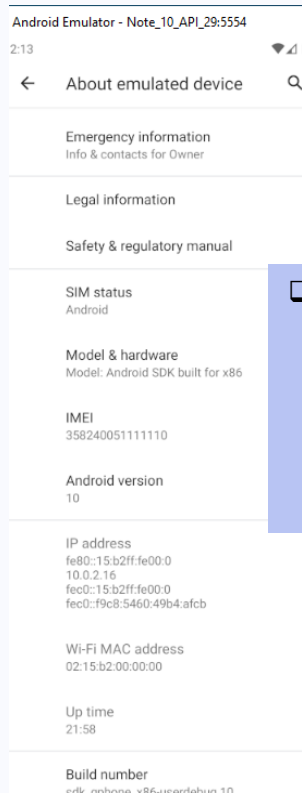 Android Emulator - Note_10_API_29:5554
2:13
About emulated device
Emergency information
Info & contacts for Owner
Legal information
Safety & regulatory manual
SIM status
Android
Model & hardware
Model: Android SDK built for x86
IMEI
358240051111110
Android version
10
IP address
fe80::15:b2ff:fe00:0
10.0.2.16
fec0::15:b2ff:fe00:0
fec0::f9c8:5460:49b4:afcb
Wi-Fi MAC address
02:15:b2:00:00:00
Up time
21:58
Build number
sdk_gphone_x86-userdebug 10